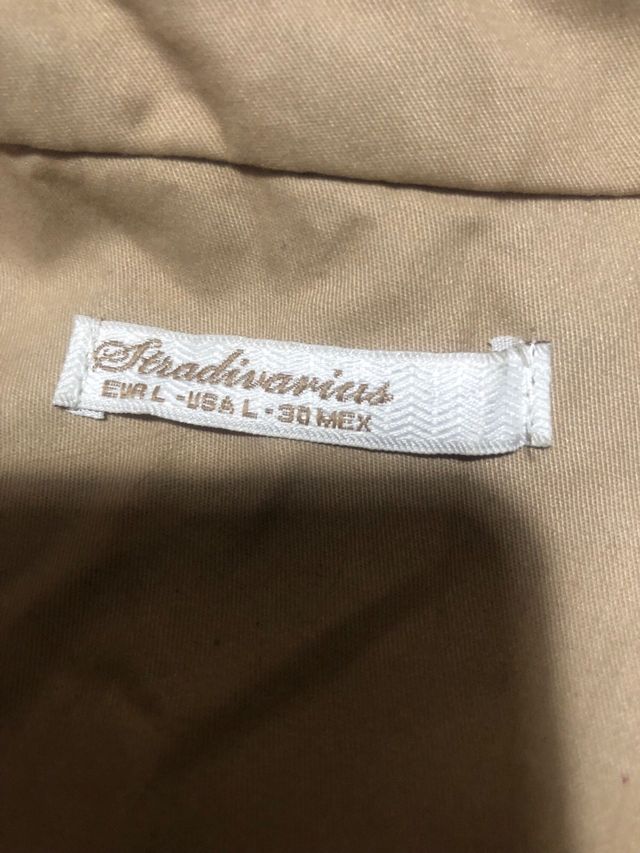 Stradivarius
EUR L - USA L - 30 MEX